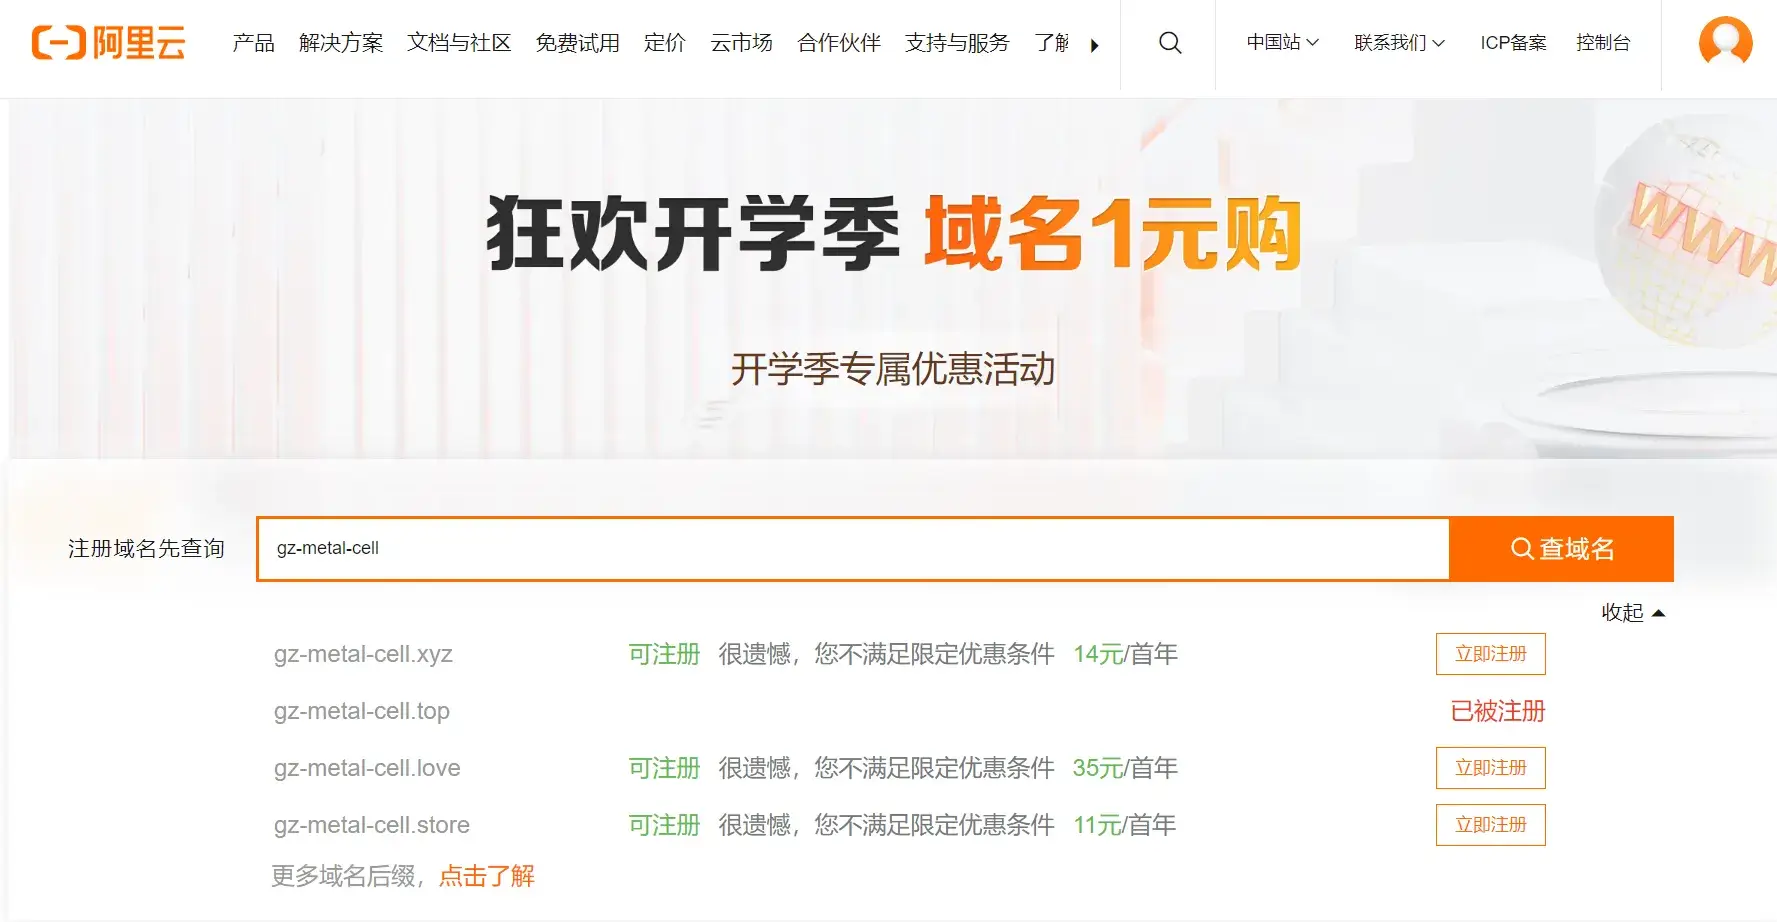 阿里云 产品 解决方案 文档与社区 免费试用 定价 云市场 合作伙伴 支持与服务 了解 中国站 联系我们 ICP备案 控制台
狂欢开学季 域名1元购
WWW
开学季专属优惠活动
注册域名先查询 gz-metal-cell 查域名
收起
gz-metal-cell.xyz 可注册 很遗憾，您不满足限定优惠条件 14元/首年 立即注册
gz-metal-cell.top 已被注册
gz-metal-cell.love 可注册 很遗憾，您不满足限定优惠条件 35元/首年 立即注册
gz-metal-cell.store 可注册 很遗憾，您不满足限定优惠条件 11元/首年 立即注册
更多域名后缀，点击了解